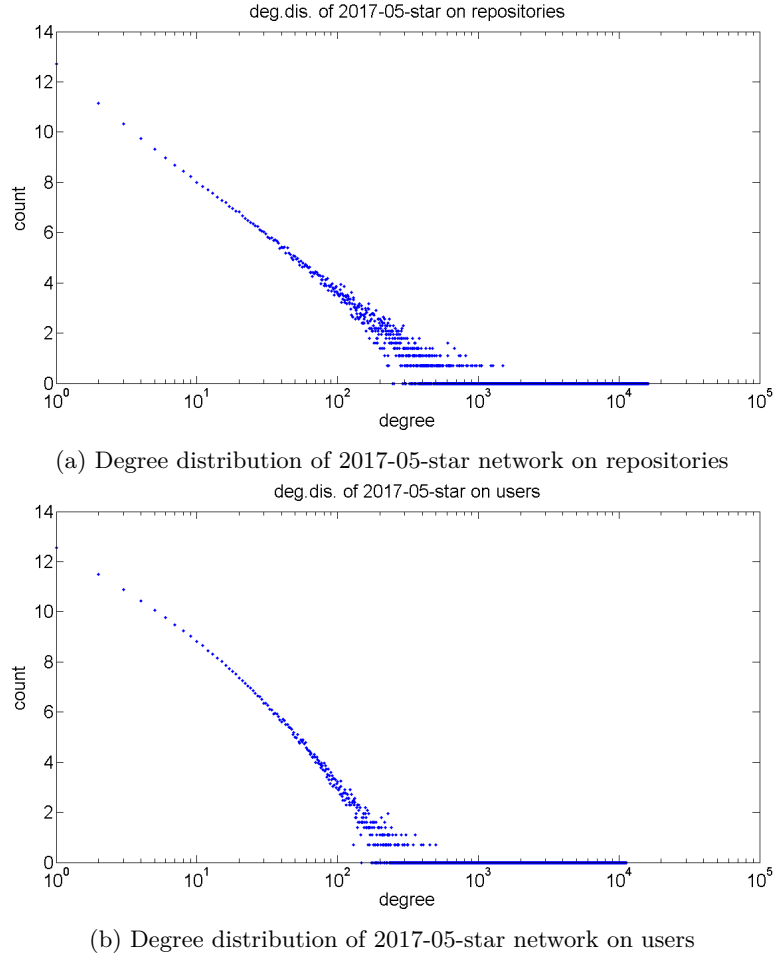 deg.dis. of 2017-05-star on repositories
14
12
10
8
6
4
2
0
count
10^0 10^1 10^2 10^3 10^4 10^5
degree
(a) Degree distribution of 2017-05-star network on repositories
deg.dis. of 2017-05-star on users
14
12
10
8
6
4
2
0
count
10^0 10^1 10^2 10^3 10^4 10^5
degree
(b) Degree distribution of 2017-05-star network on users